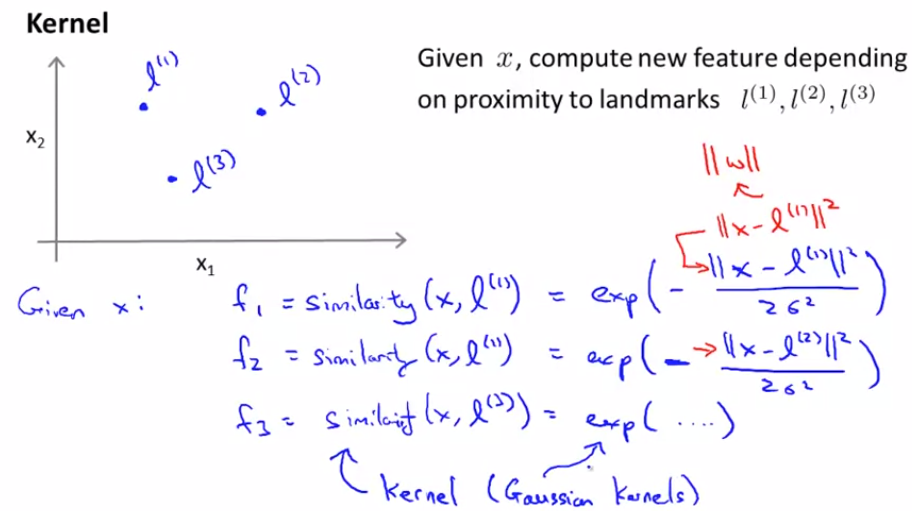 Kernel
l⁽¹⁾
l⁽²⁾
l⁽³⁾
x₂
x₁
Given x, compute new feature depending
on proximity to landmarks l⁽¹⁾, l⁽²⁾, l⁽³⁾
||w||
||x - l⁽¹⁾||²
Given x: f₁ = similarity(x, l⁽¹⁾) = exp(- ||x - l⁽¹⁾||² / 2σ²)
f₂ = similarity(x, l⁽¹⁾) = exp(- ||x - l⁽²⁾||² / 2σ²)
f₃ = similarity(x, l⁽³⁾) = exp(....)
Kernel (Gaussian kernels)